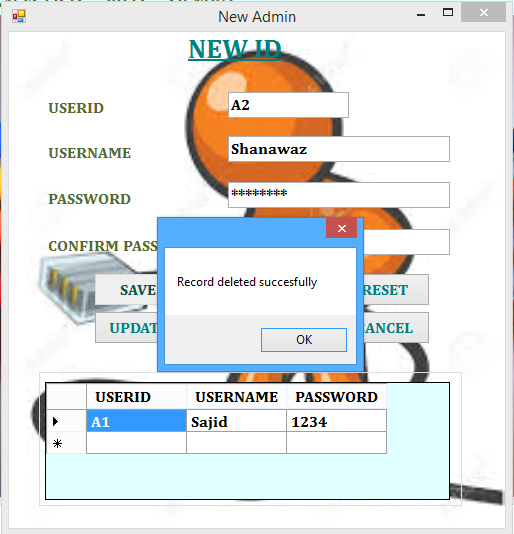 New Admin
NEW ID
USERID A2
USERNAME Shanawaz
PASSWORD ********
CONFIRM PASS
Record deleted succesfully
SAVE RESET
UPDAT CANCEL
OK
USERID USERNAME PASSWORD
A1 Sajid 1234